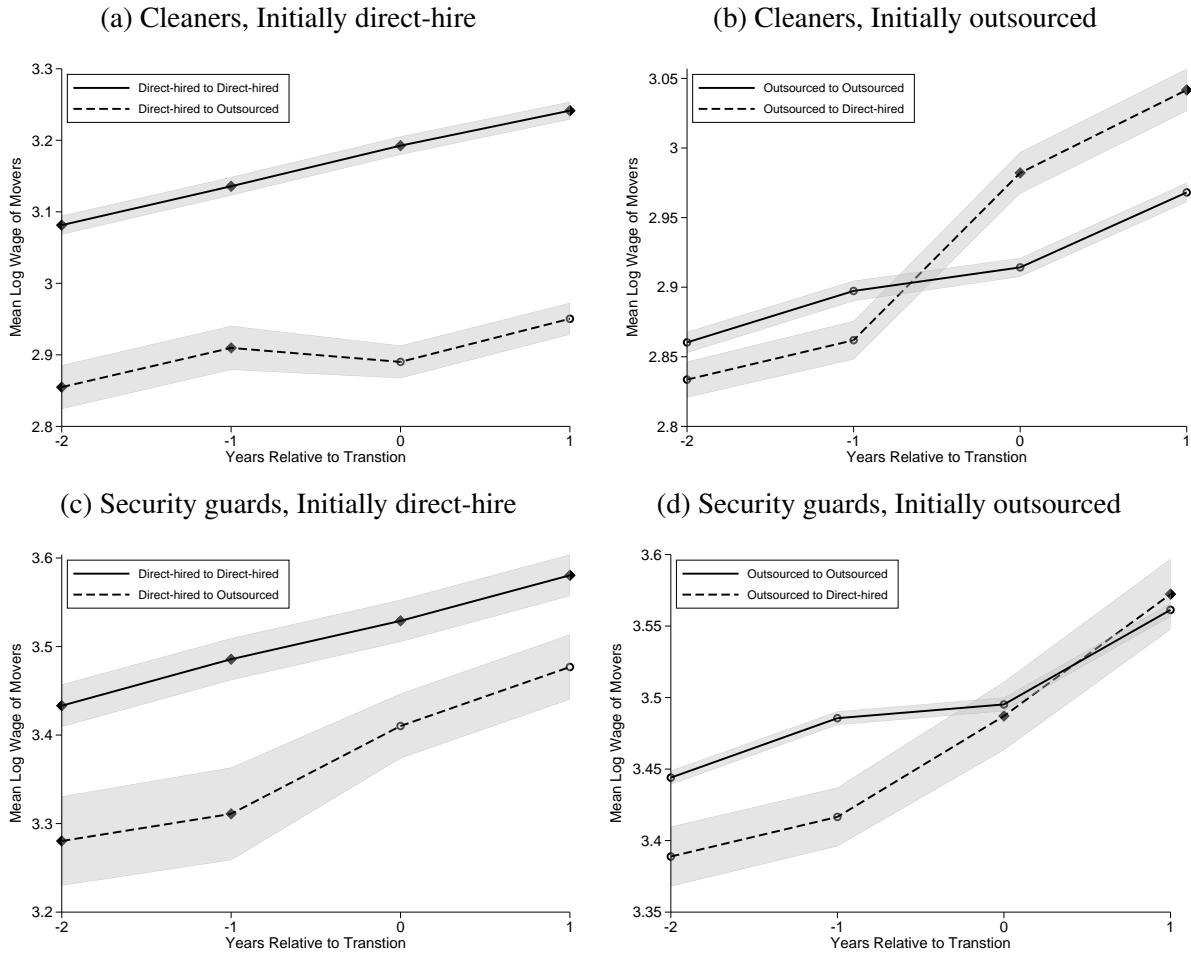 (a) Cleaners, Initially direct-hire
3.3
3.2
3.1
3
2.9
2.8
Mean Log Wage of Movers
Direct-hired to Direct-hired
Direct-hired to Outsourced
-2
-1
0
1
Years Relative to Transtion
(b) Cleaners, Initially outsourced
3.05
3
2.95
2.9
2.85
2.8
Mean Log Wage of Movers
Outsourced to Outsourced
Outsourced to Direct-hired
-2
-1
0
1
Years Relative to Transtion
(c) Security guards, Initially direct-hire
3.6
3.5
3.4
3.3
3.2
Mean Log Wage of Movers
Direct-hired to Direct-hired
Direct-hired to Outsourced
-2
-1
0
1
Years Relative to Transtion
(d) Security guards, Initially outsourced
3.6
3.55
3.5
3.45
3.4
3.35
Mean Log Wage of Movers
Outsourced to Outsourced
Outsourced to Direct-hired
-2
-1
0
1
Years Relative to Transtion